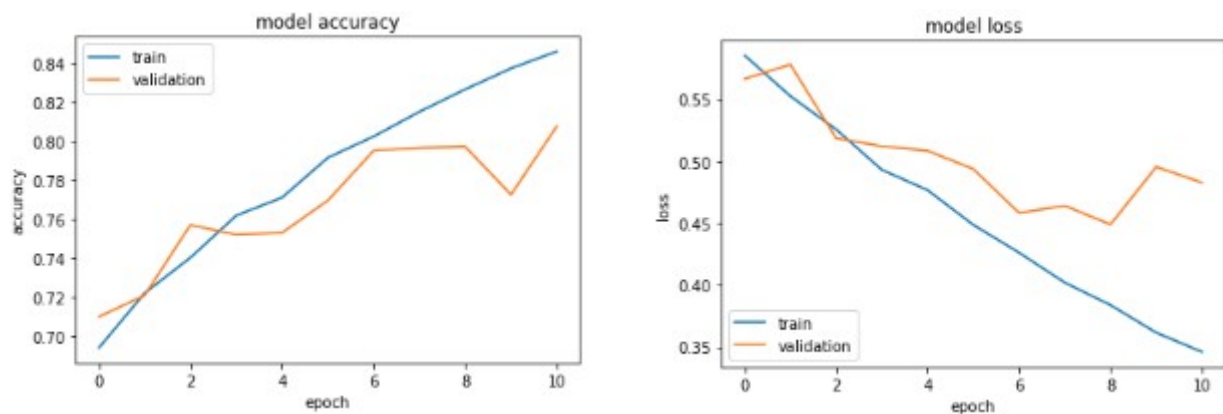 model accuracy
train
validation
0.84
0.82
0.80
0.78
0.76
0.74
0.72
0.70
accuracy
0 2 4 6 8 10
epoch
model loss
0.55
0.50
0.45
0.40
0.35
loss
train
validation
0 2 4 6 8 10
epoch